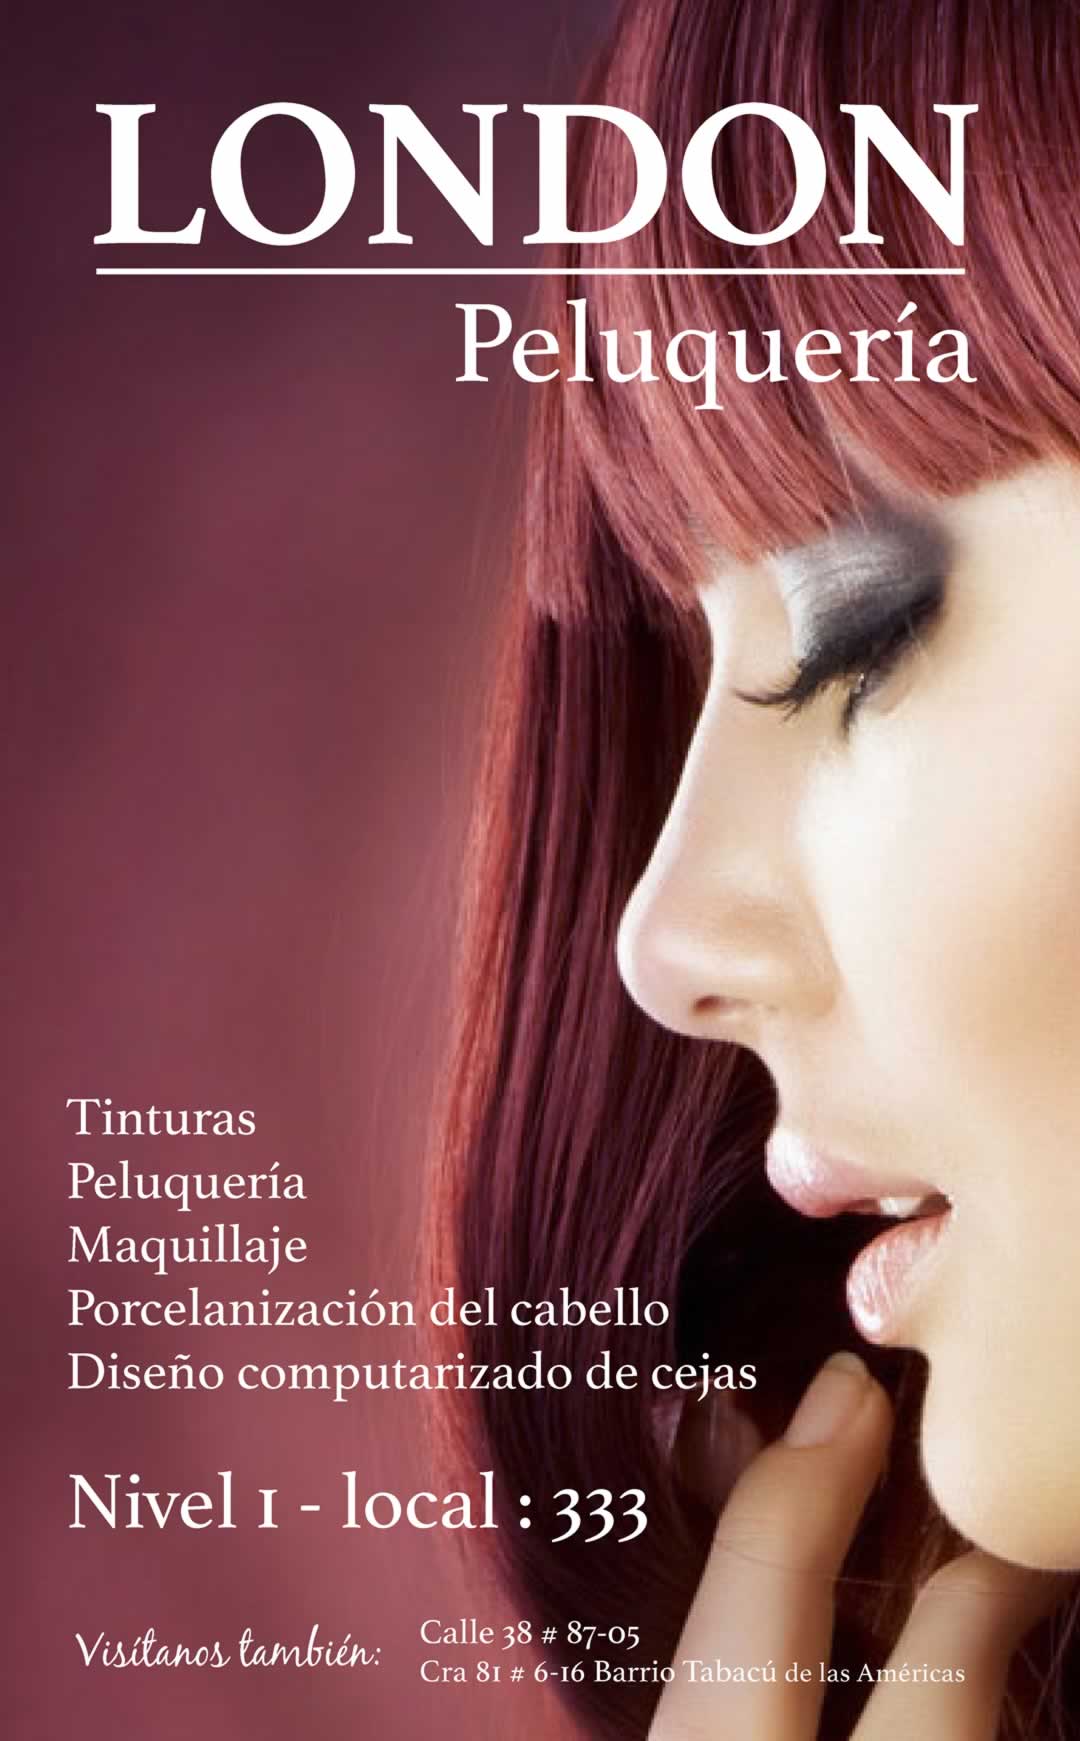 LONDON
Peluquería
Tinturas
Peluquería
Maquillaje
Porcelanización del cabello
Diseño computarizado de cejas
Nivel 1 - local : 333
Visítanos también:
Calle 38 # 87-05
Cra 81 # 6-16 Barrio Tabacú de las Américas